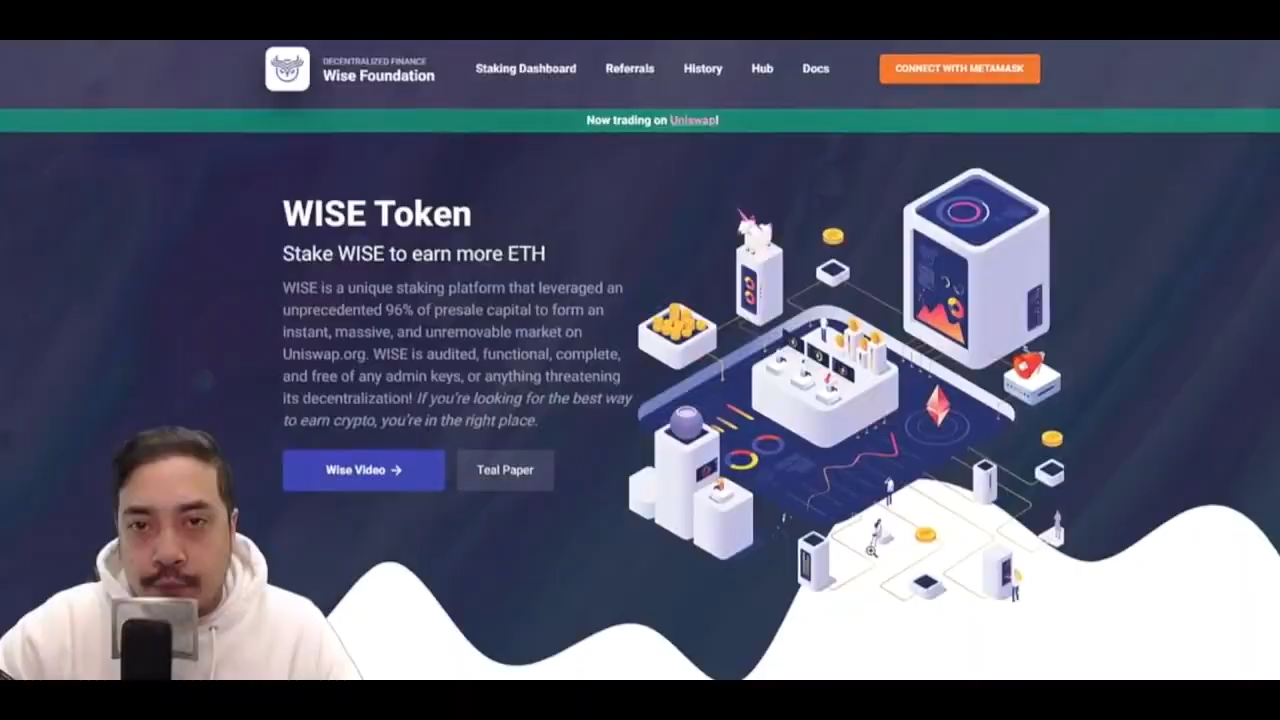 DECENTRALIZED FINANCE
Wise Foundation
Staking Dashboard Referrals History Hub Docs
CONNECT WITH METAMASK
Now trading on Uniswap!
WISE Token
Stake WISE to earn more ETH
WISE is a unique staking platform that leveraged an
unprecedented 96% of presale capital to form an
instant, massive, and unremovable market on
Uniswap.org. WISE is audited, functional, complete,
and free of any admin keys, or anything threatening
its decentralization! If you're looking for the best way
to earn crypto, you're in the right place.
Wise Video →
Teal Paper